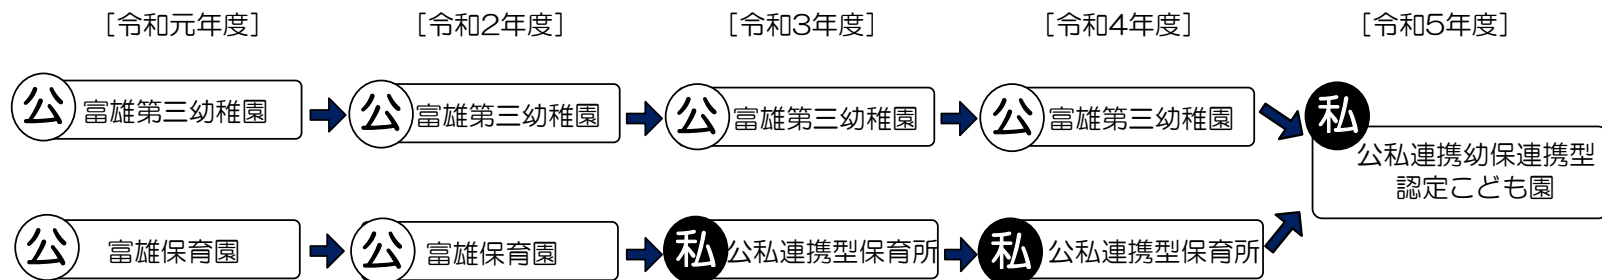 [令和元年度] [令和2年度] [令和3年度] [令和4年度] [令和5年度]
公 富雄第三幼稚園 公 富雄第三幼稚園 公 富雄第三幼稚園 公 富雄第三幼稚園
私
公私連携幼保連携型
認定こども園
公 富雄保育園 公 富雄保育園 私 公私連携型保育所 私 公私連携型保育所